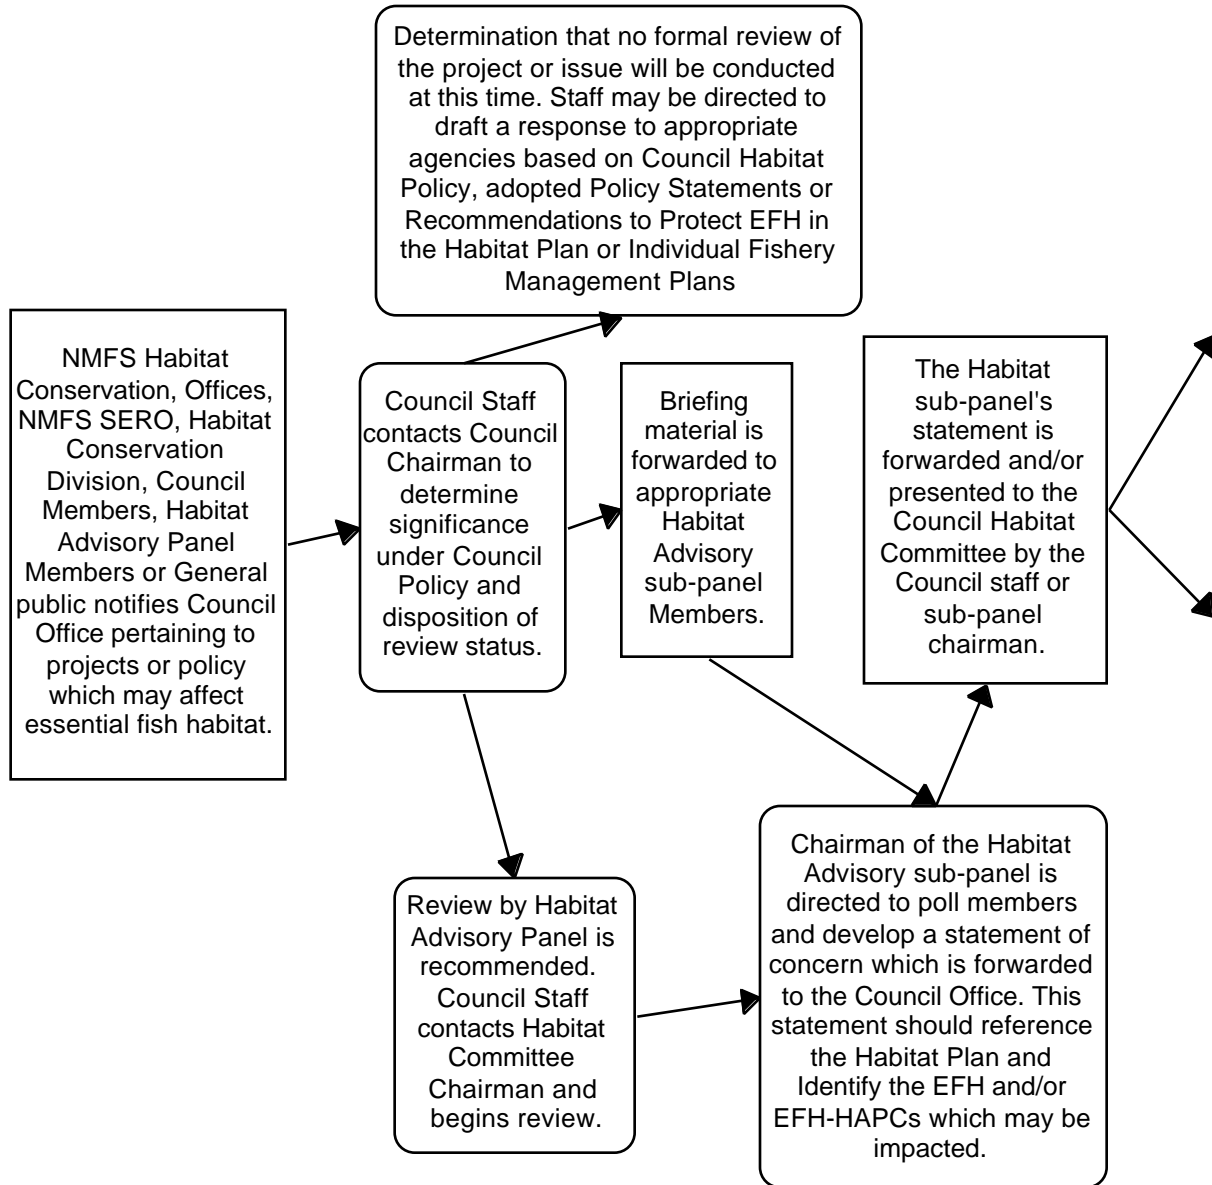 Determination that no formal review of
the project or issue will be conducted
at this time. Staff may be directed to
draft a response to appropriate
agencies based on Council Habitat
Policy, adopted Policy Statements or
Recommendations to Protect EFH in
the Habitat Plan or Individual Fishery
Management Plans
NMFS Habitat
Conservation, Offices,
NMFS SERO, Habitat
Conservation
Division, Council
Members, Habitat
Advisory Panel
Members or General
public notifies Council
Office pertaining to
projects or policy
which may affect
essential fish habitat.
Council Staff
contacts Council
Chairman to
determine
significance
under Council
Policy and
disposition of
review status.
Briefing
material is
forwarded to
appropriate
Habitat
Advisory
sub-panel
Members.
The Habitat
sub-panel's
statement is
forwarded and/or
presented to the
Council Habitat
Committee by the
Council staff or
sub-panel
chairman.
Review by Habitat
Advisory Panel is
recommended.
Council Staff
contacts Habitat
Committee
Chairman and
begins review.
Chairman of the Habitat
Advisory sub-panel is
directed to poll members
and develop a statement of
concern which is forwarded
to the Council Office. This
statement should reference
the Habitat Plan and
Identify the EFH and/or
EFH-HAPCs which may be
impacted.